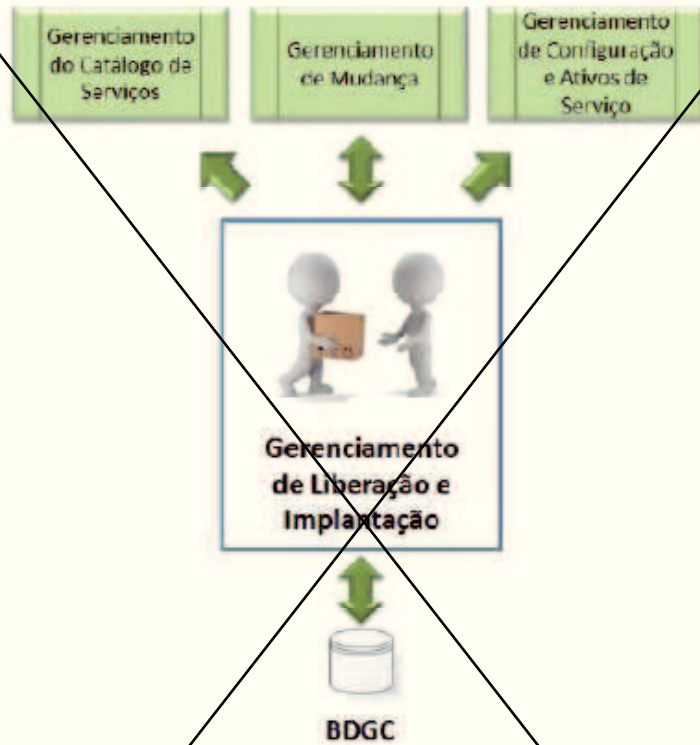 Gerenciamento
do Catálogo de
Serviços
Gerenciamento
de Mudança
Gerenciamento
de Configuração
e Ativos de
Serviço
Gerenciamento
de Liberação e
Implantação
BDGC